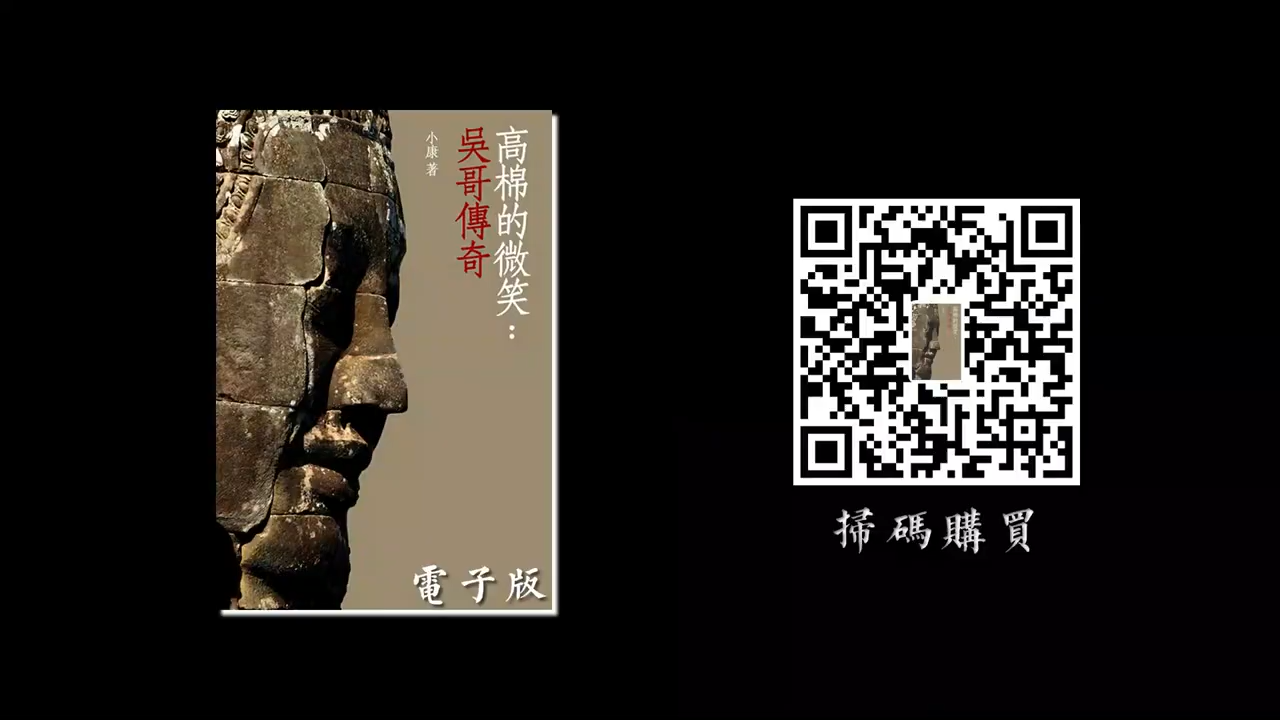 高棉的微笑：
吳哥傳奇
小康 著
電子版
掃碼購買